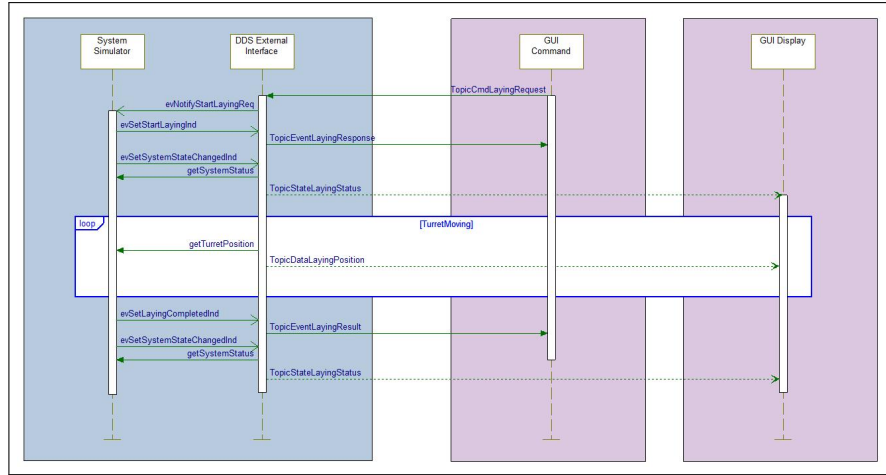 System
Simulator
DDS External
Interface
GUI
Command
GUI Display
TopicCmdLayingRequest
evNotifyStartLayingReq
evSetStartLayingInd
TopicEventLayingResponse
evSetSystemStateChangedInd
getSystemStatus
TopicStateLayingStatus
loop
[TurretMoving]
getTurretPosition
TopicDataLayingPosition
evSetLayingCompletedInd
TopicEventLayingResult
evSetSystemStateChangedInd
getSystemStatus
TopicStateLayingStatus